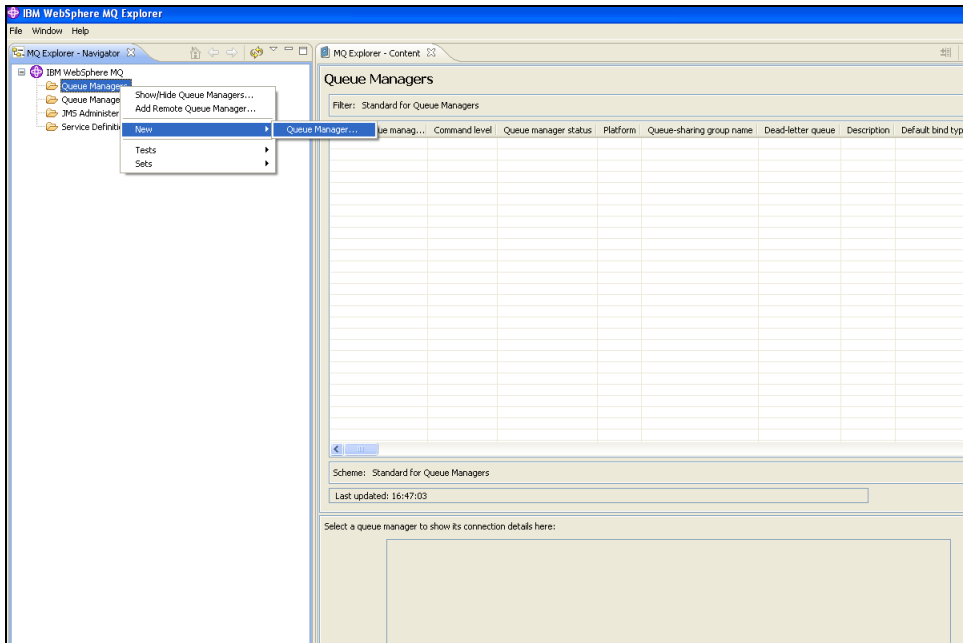 IBM WebSphere MQ Explorer
File Window Help
MQ Explorer - Navigator
MQ Explorer - Content
IBM WebSphere MQ
Queue Managers
Queue Manage
JMS Administer
Service Definiti
Show/Hide Queue Managers...
Add Remote Queue Manager...
New
Tests
Sets
Queue Manager...
Queue Managers
Filter: Standard for Queue Managers
ue manag... Command level Queue manager status Platform Queue-sharing group name Dead-letter queue Description Default bind typ
Scheme: Standard for Queue Managers
Last updated: 16:47:03
Select a queue manager to show its connection details here: